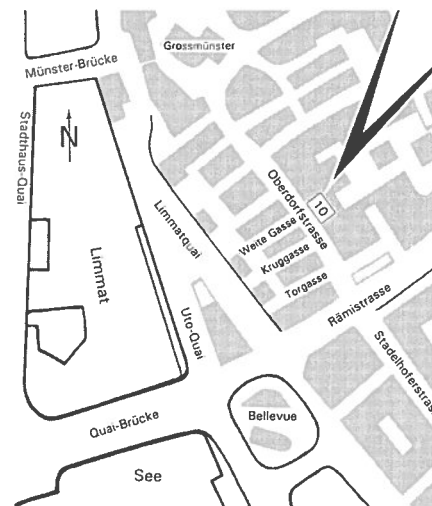 Grossmünster
Münster-Brücke
Stadthaus-Quai
N
Limmat
Limmatquai
Oberdorfstrasse
10
Weite Gasse
Kruggasse
Torgasse
Rämistrasse
Uto-Quai
Stadelhoferstras
Quai-Brücke
Bellevue
See